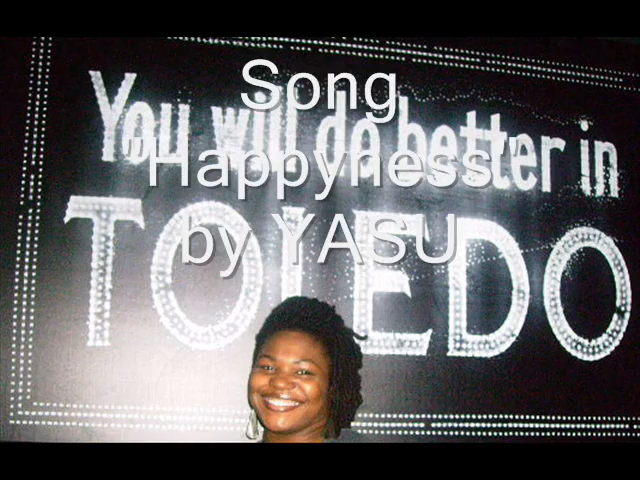 Song
"Happyness"
by YASU
You will do better in
TOLEDO